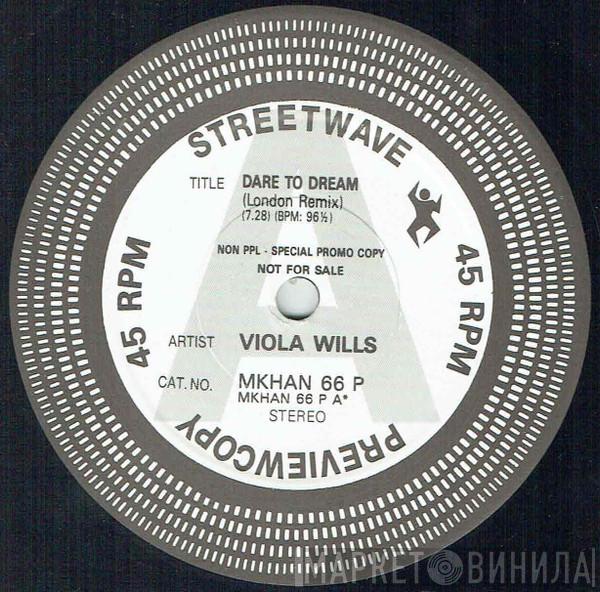 STREETWAVE
TITLE DARE TO DREAM
(London Remix)
(7.28) (BPM: 96½)
NON PPL - SPECIAL PROMO COPY
NOT FOR SALE
A
45 RPM
45 RPM
ARTIST VIOLA WILLS
CAT. NO. MKHAN 66 P
MKHAN 66 P A*
STEREO
PREVIEWCOPY
МАРКЕТ ВИНИЛА